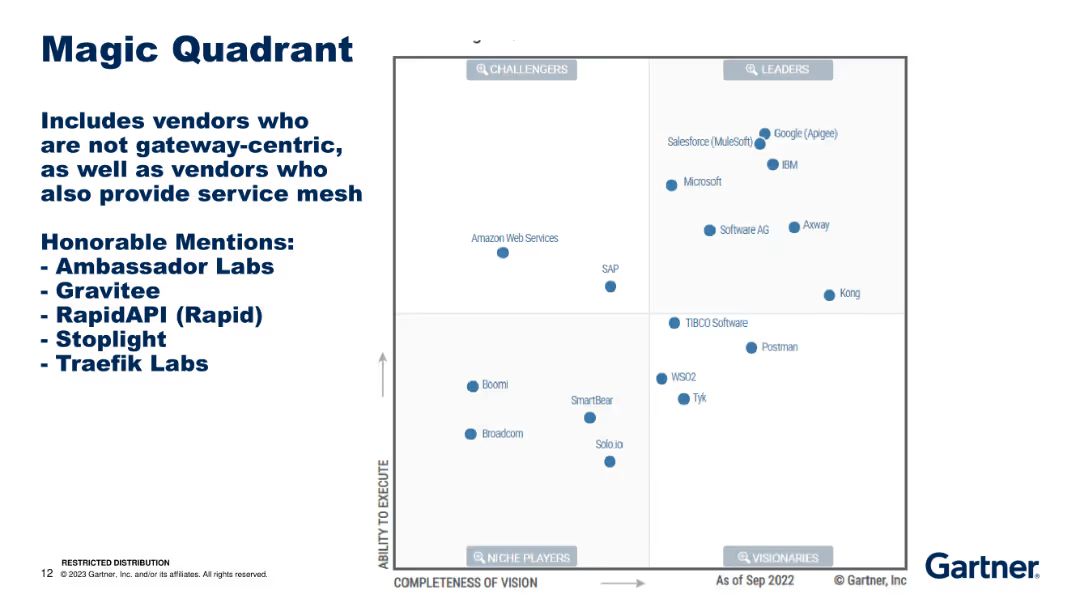 Magic Quadrant
Includes vendors who
are not gateway-centric,
as well as vendors who
also provide service mesh
Honorable Mentions:
- Ambassador Labs
- Gravitee
- RapidAPI (Rapid)
- Stoplight
- Traefik Labs
CHALLENGERS
LEADERS
Google (Apigee)
Salesforce (MuleSoft)
IBM
Microsoft
Software AG
Axway
Amazon Web Services
SAP
Kong
TIBCO Software
Postman
WSO2
Tyk
Boomi
SmartBear
Broadcom
Solo.io
ABILITY TO EXECUTE
NICHE PLAYERS
VISIONARIES
COMPLETENESS OF VISION
As of Sep 2022
© Gartner, Inc
RESTRICTED DISTRIBUTION
12 © 2023 Gartner, Inc. and/or its affiliates. All rights reserved.
Gartner®